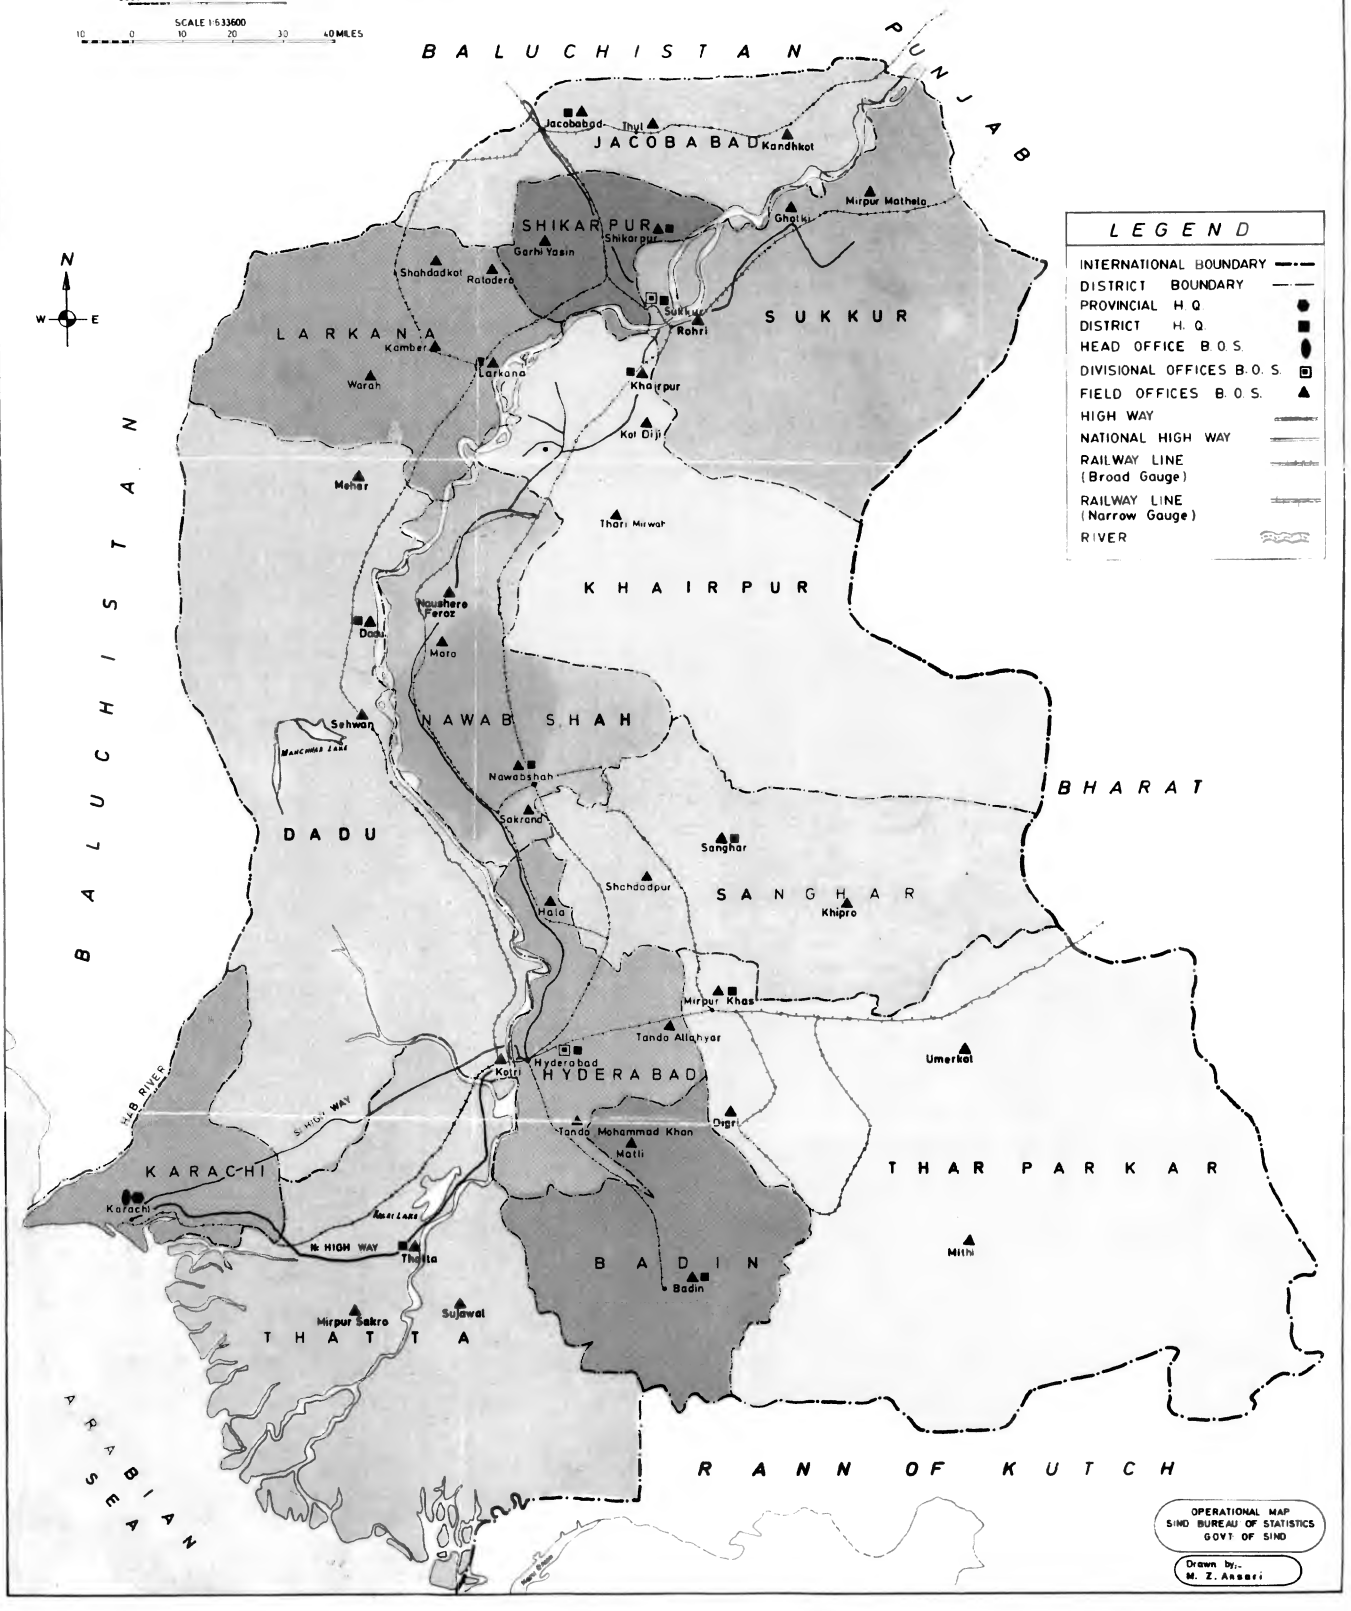 SCALE 1:633600
10 0 10 20 30 40 MILES
BALUCHISTAN
PUNJAB
Jacobabad
Thul
JACOBABAD
Kandhkot
Mirpur Mathelo
Ghotki
SHIKARPUR
Shikarpur
Garhi Yasin
N
W E
Shahdadkot
Ratodero
Sukkur
Rohri
SUKKUR
LARKANA
Kamber
Larkana
Warah
Khairpur
Kot Diji
LEGEND
INTERNATIONAL BOUNDARY
DISTRICT BOUNDARY
PROVINCIAL H.Q
DISTRICT H.Q.
HEAD OFFICE B.O.S.
DIVISIONAL OFFICES B.O.S.
FIELD OFFICES B.O.S.
HIGH WAY
NATIONAL HIGH WAY
RAILWAY LINE
(Broad Gauge)
RAILWAY LINE
(Narrow Gauge)
RIVER
BALUCHISTAN
Mehar
Thari Mirwah
KHAIRPUR
Naushero
Feroz
Dadu
Moro
Sehwan
NAWAB SHAH
MANCHHAR LAKE
Nawabshah
BHARAT
Sakrand
DADU
Sanghar
Shahdadpur
SANGHAR
Khipro
Hala
Mirpur Khas
Tando Allahyar
Umerkot
Kotri
Hyderabad
HYDERABAD
HAB RIVER
S. HIGH WAY
Digri
Tando Mohammad Khan
Matli
KARACHI
THAR PARKAR
Karachi
N. HIGH WAY
Thatta
Mithi
BADIN
Badin
Mirpur Sakro
Sujawal
THATTA
ARABIAN
SEA
RANN OF KUTCH
OPERATIONAL MAP
SIND BUREAU OF STATISTICS
GOVT OF SIND
Drawn by:-
M. Z. Ansari